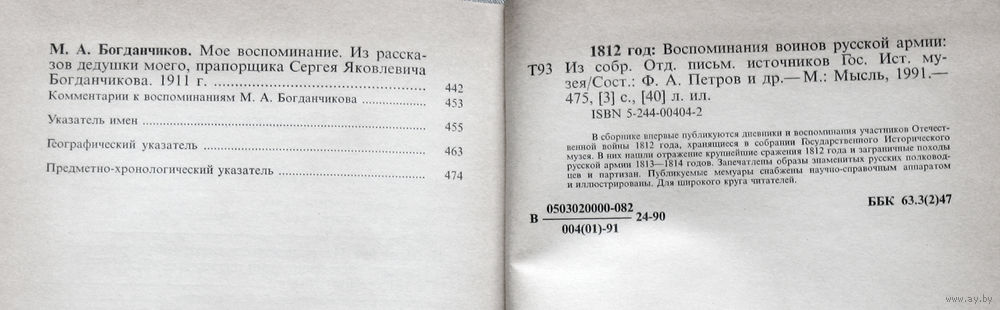 М. А. Богданчиков. Мое воспоминание. Из расска-
зов дедушки моего, прапорщика Сергея Яковлевича
Богданчикова. 1911 г. .......... 442
Комментарии к воспоминаниям М. А. Богданчикова .......... 453
Указатель имен .......... 455
Географический указатель .......... 463
Предметно-хронологический указатель .......... 474
1812 год: Воспоминания воинов русской армии:
Т93 Из собр. Отд. письм. источников Гос. Ист. му-
зея/Сост.: Ф. А. Петров и др.— М.: Мысль, 1991.—
475, [3] с., [40] л. ил.
ISBN 5-244-00404-2
В сборнике впервые публикуются дневники и воспоминания участников Отечест-
венной войны 1812 года, хранящиеся в собрании Государственного Исторического
музея. В них нашли отражение крупнейшие сражения 1812 года и заграничные походы
русской армии 1813—1814 годов. Запечатлены образы знаменитых русских полковод-
цев и партизан. Публикуемые мемуары снабжены научно-справочным аппаратом
и иллюстрированы. Для широкого круга читателей.
В 0503020000-082 24-90
004(01)-91
ББК 63.3(2)47
www.ay.by